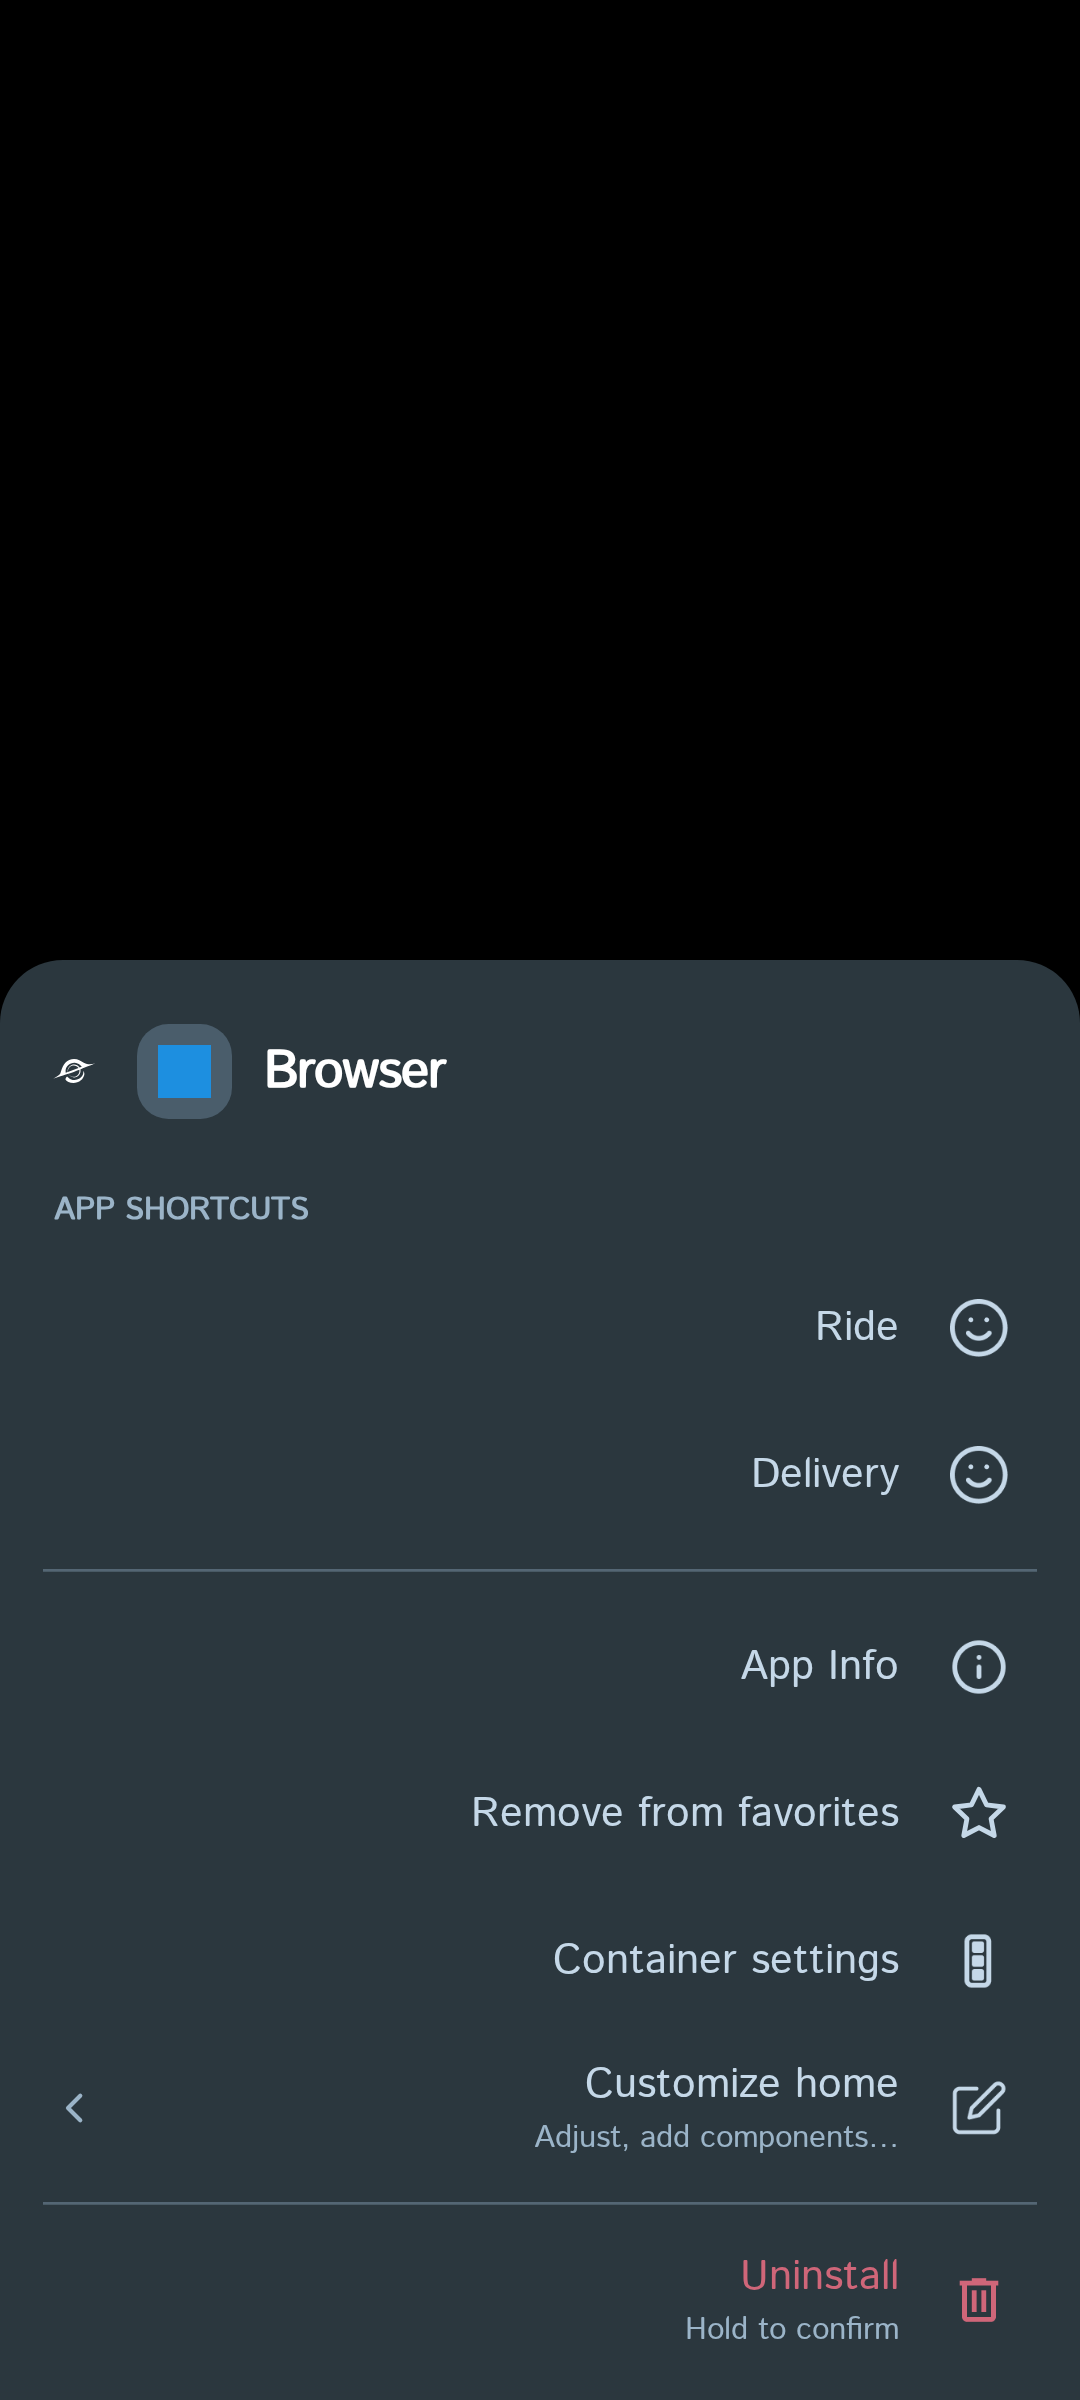 Browser
APP SHORTCUTS
Ride
Delivery
App Info
Remove from favorites
Container settings
Customize home
Adjust, add components...
Uninstall
Hold to confirm